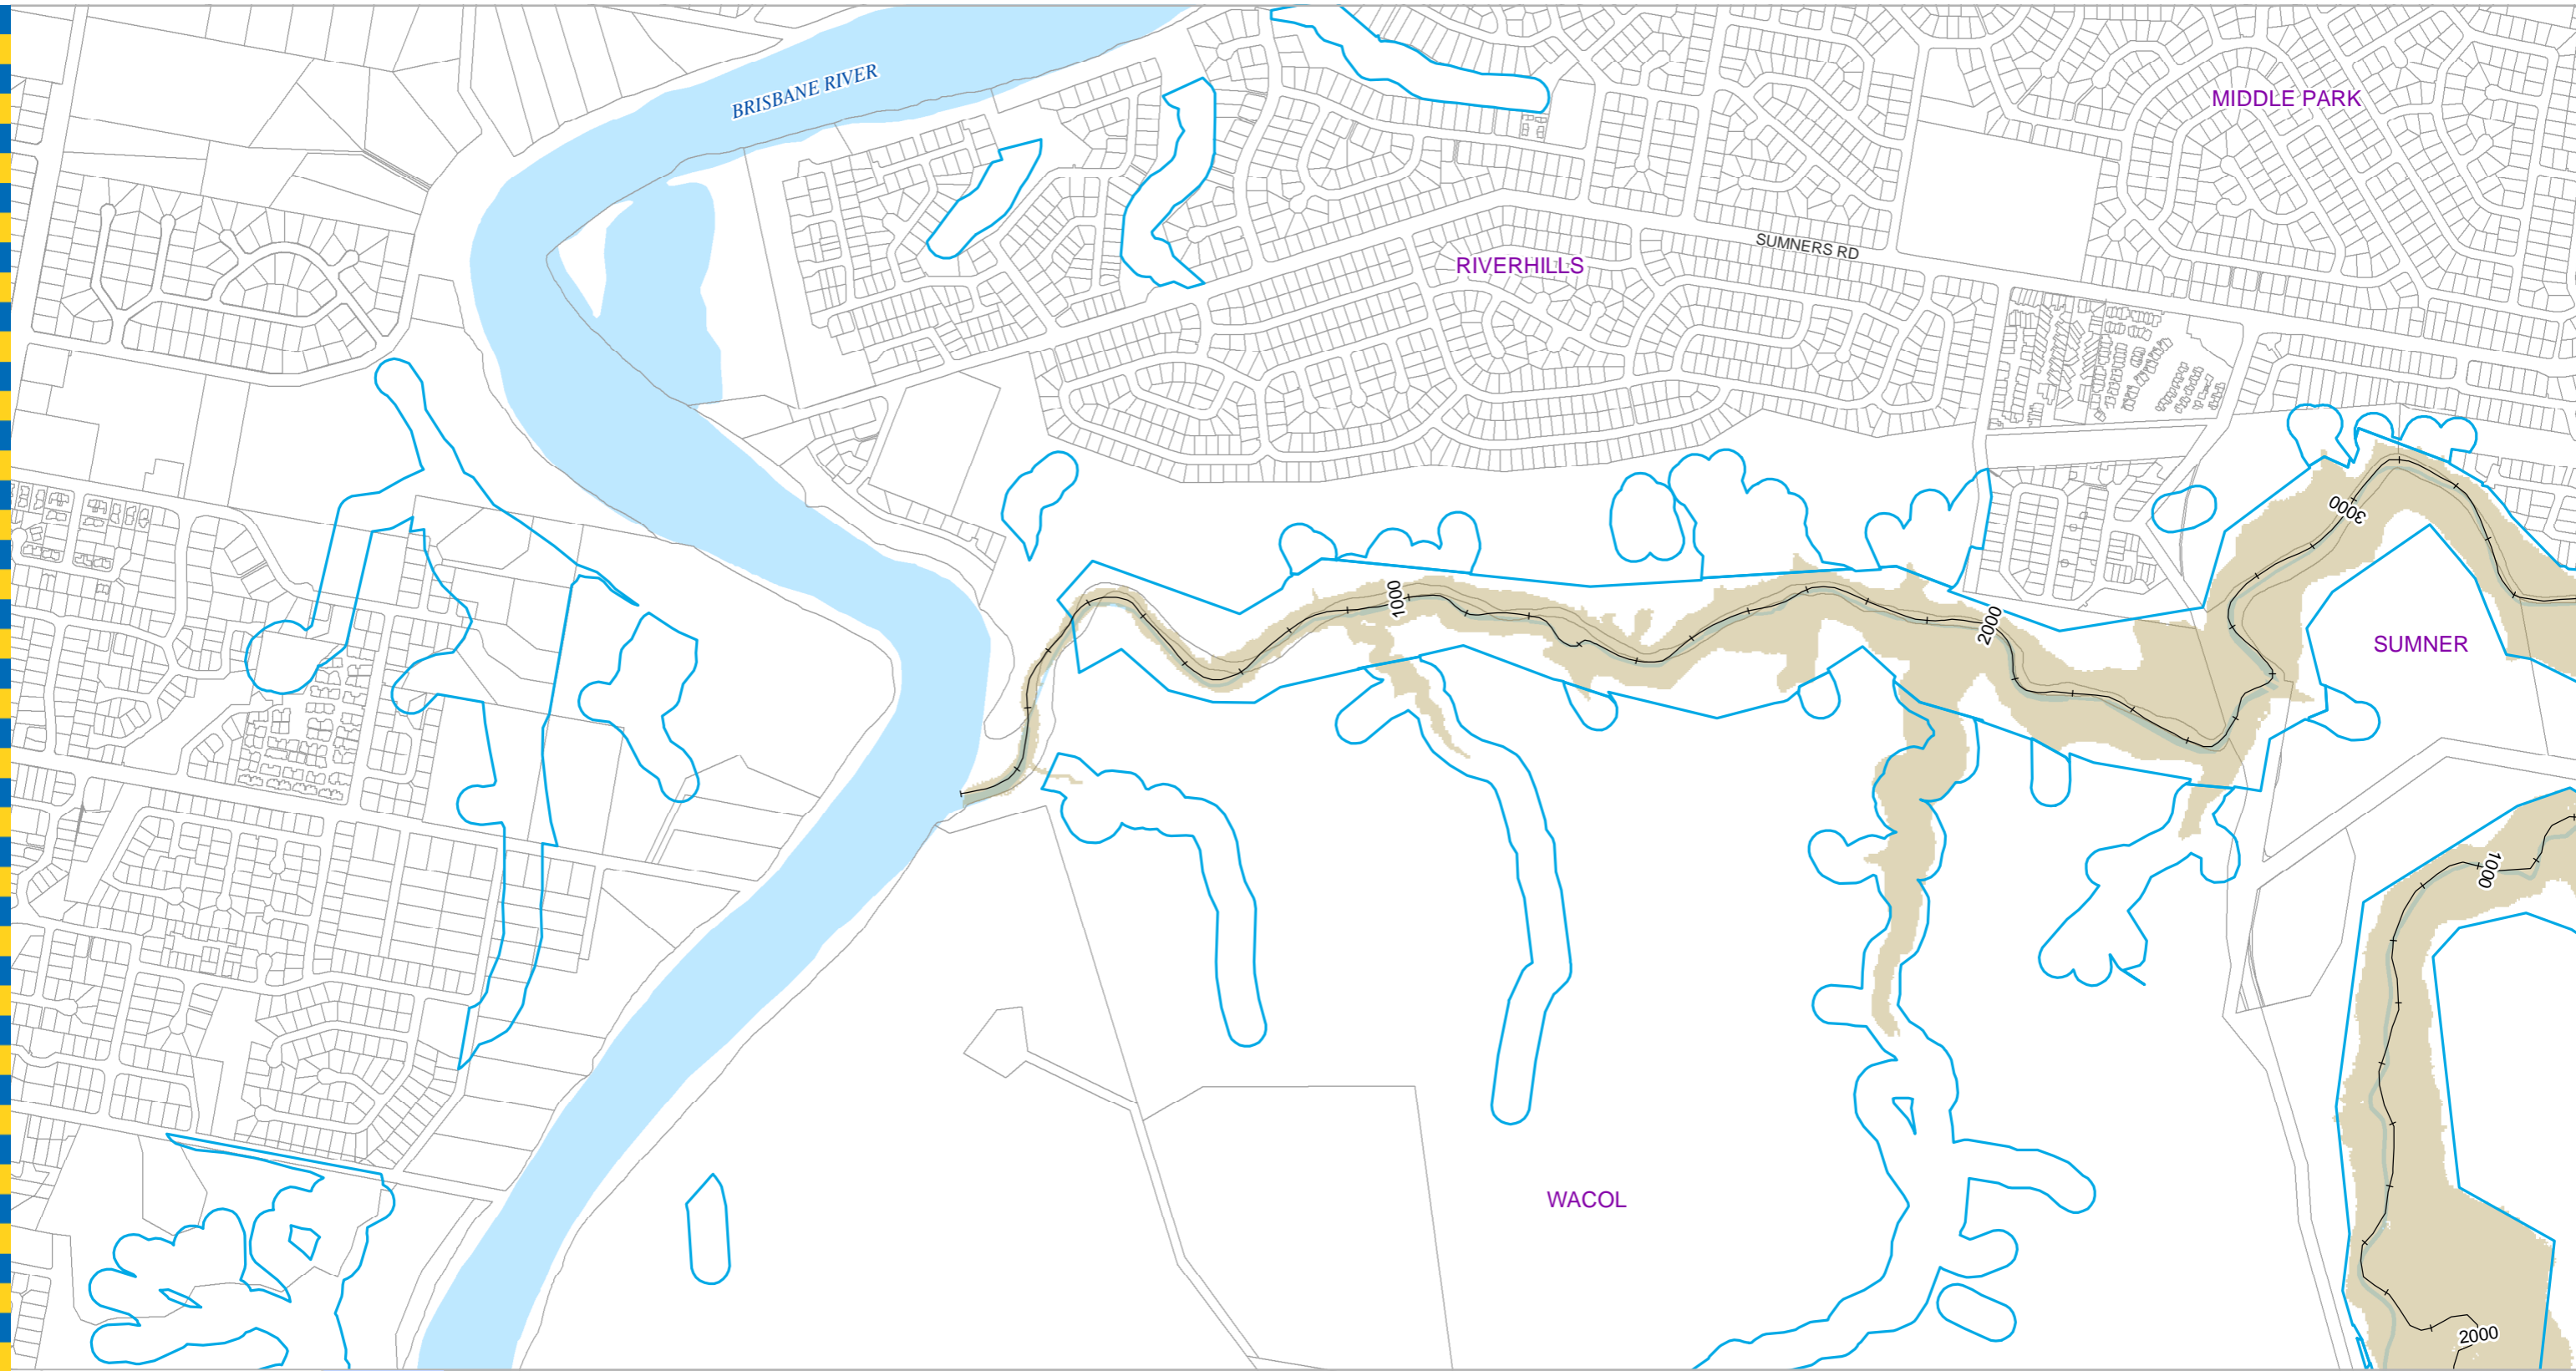 BRISBANE RIVER
MIDDLE PARK
SUMNERS RD
RIVERHILLS
3000
1000
2000
SUMNER
1000
WACOL
2000